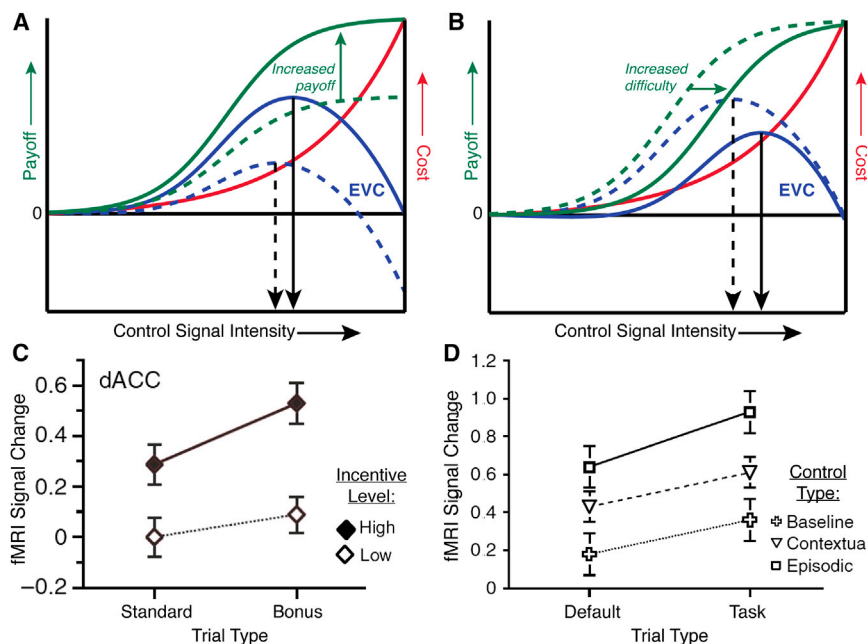 A
Payoff
Increased
payoff
EVC
Cost
0
Control Signal Intensity
B
Payoff
Increased
difficulty
EVC
Cost
0
Control Signal Intensity
C
dACC
fMRI Signal Change
0.6
0.4
0.2
0
−0.2
Standard
Bonus
Trial Type
Incentive
Level:
High
Low
D
fMRI Signal Change
1.2
1.0
0.8
0.6
0.4
0.2
0
Default
Task
Trial Type
Control
Type:
Baseline
Contextua
Episodic